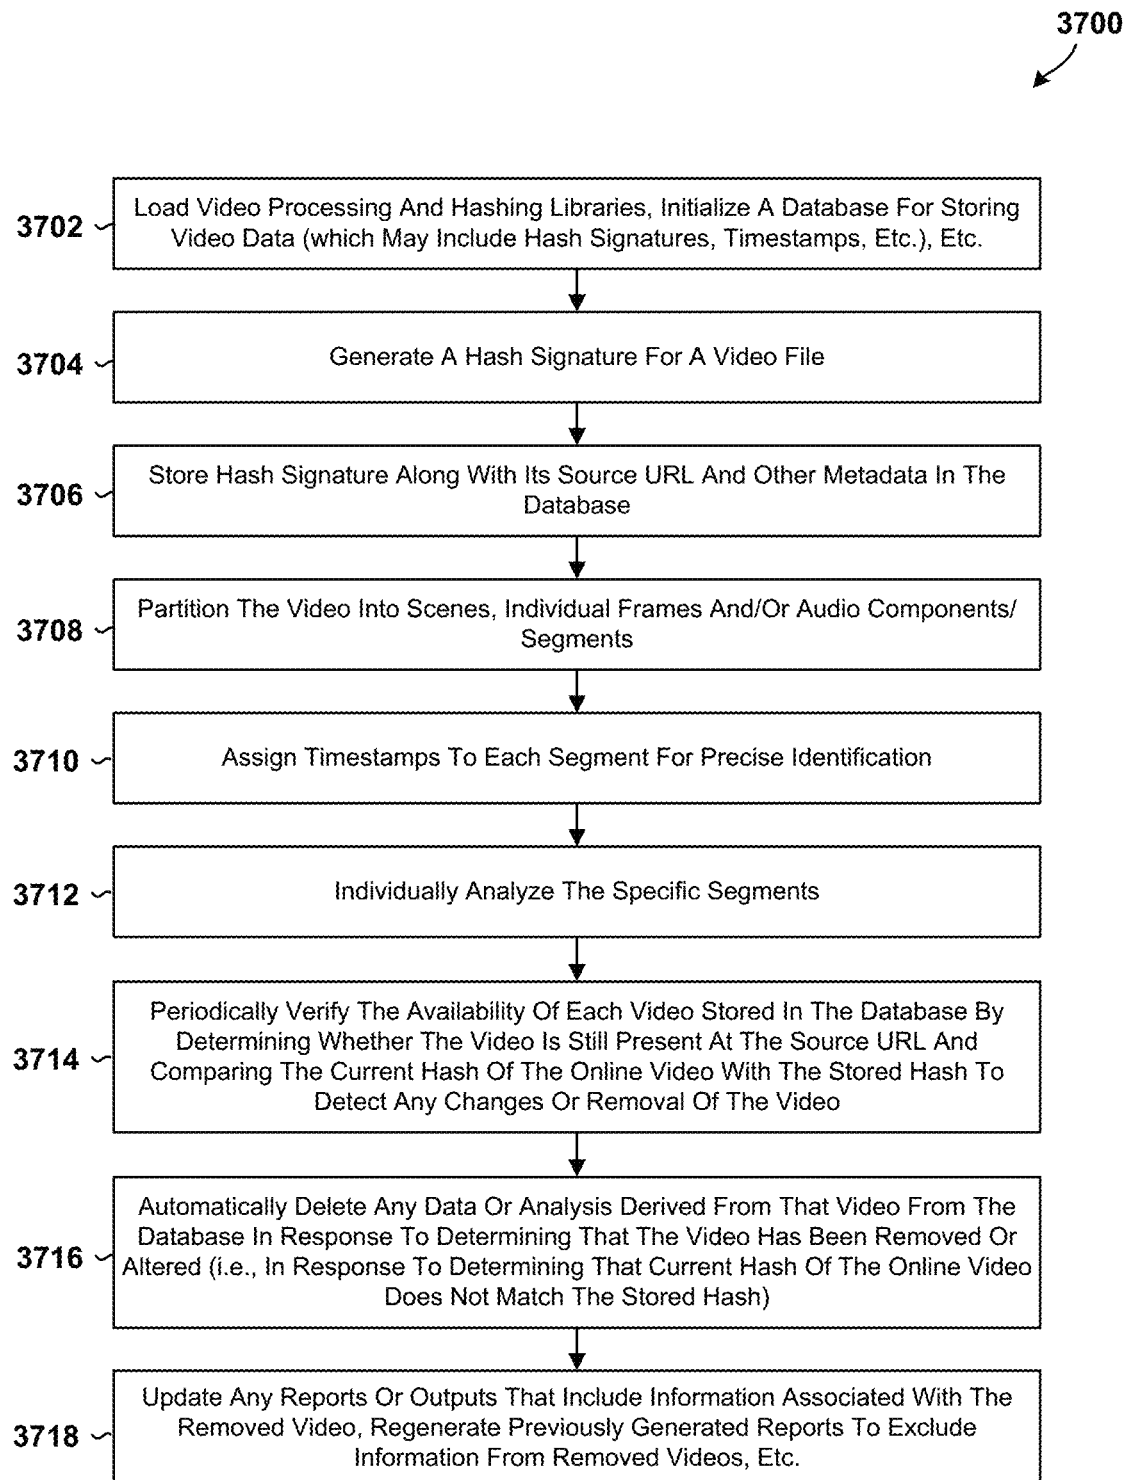 3700
3702
Load Video Processing And Hashing Libraries, Initialize A Database For Storing
Video Data (which May Include Hash Signatures, Timestamps, Etc.), Etc.
3704
Generate A Hash Signature For A Video File
3706
Store Hash Signature Along With Its Source URL And Other Metadata In The
Database
3708
Partition The Video Into Scenes, Individual Frames And/Or Audio Components/
Segments
3710
Assign Timestamps To Each Segment For Precise Identification
3712
Individually Analyze The Specific Segments
3714
Periodically Verify The Availability Of Each Video Stored In The Database By
Determining Whether The Video Is Still Present At The Source URL And
Comparing The Current Hash Of The Online Video With The Stored Hash To
Detect Any Changes Or Removal Of The Video
3716
Automatically Delete Any Data Or Analysis Derived From That Video From The
Database In Response To Determining That The Video Has Been Removed Or
Altered (i.e., In Response To Determining That Current Hash Of The Online Video
Does Not Match The Stored Hash)
3718
Update Any Reports Or Outputs That Include Information Associated With The
Removed Video, Regenerate Previously Generated Reports To Exclude
Information From Removed Videos, Etc.